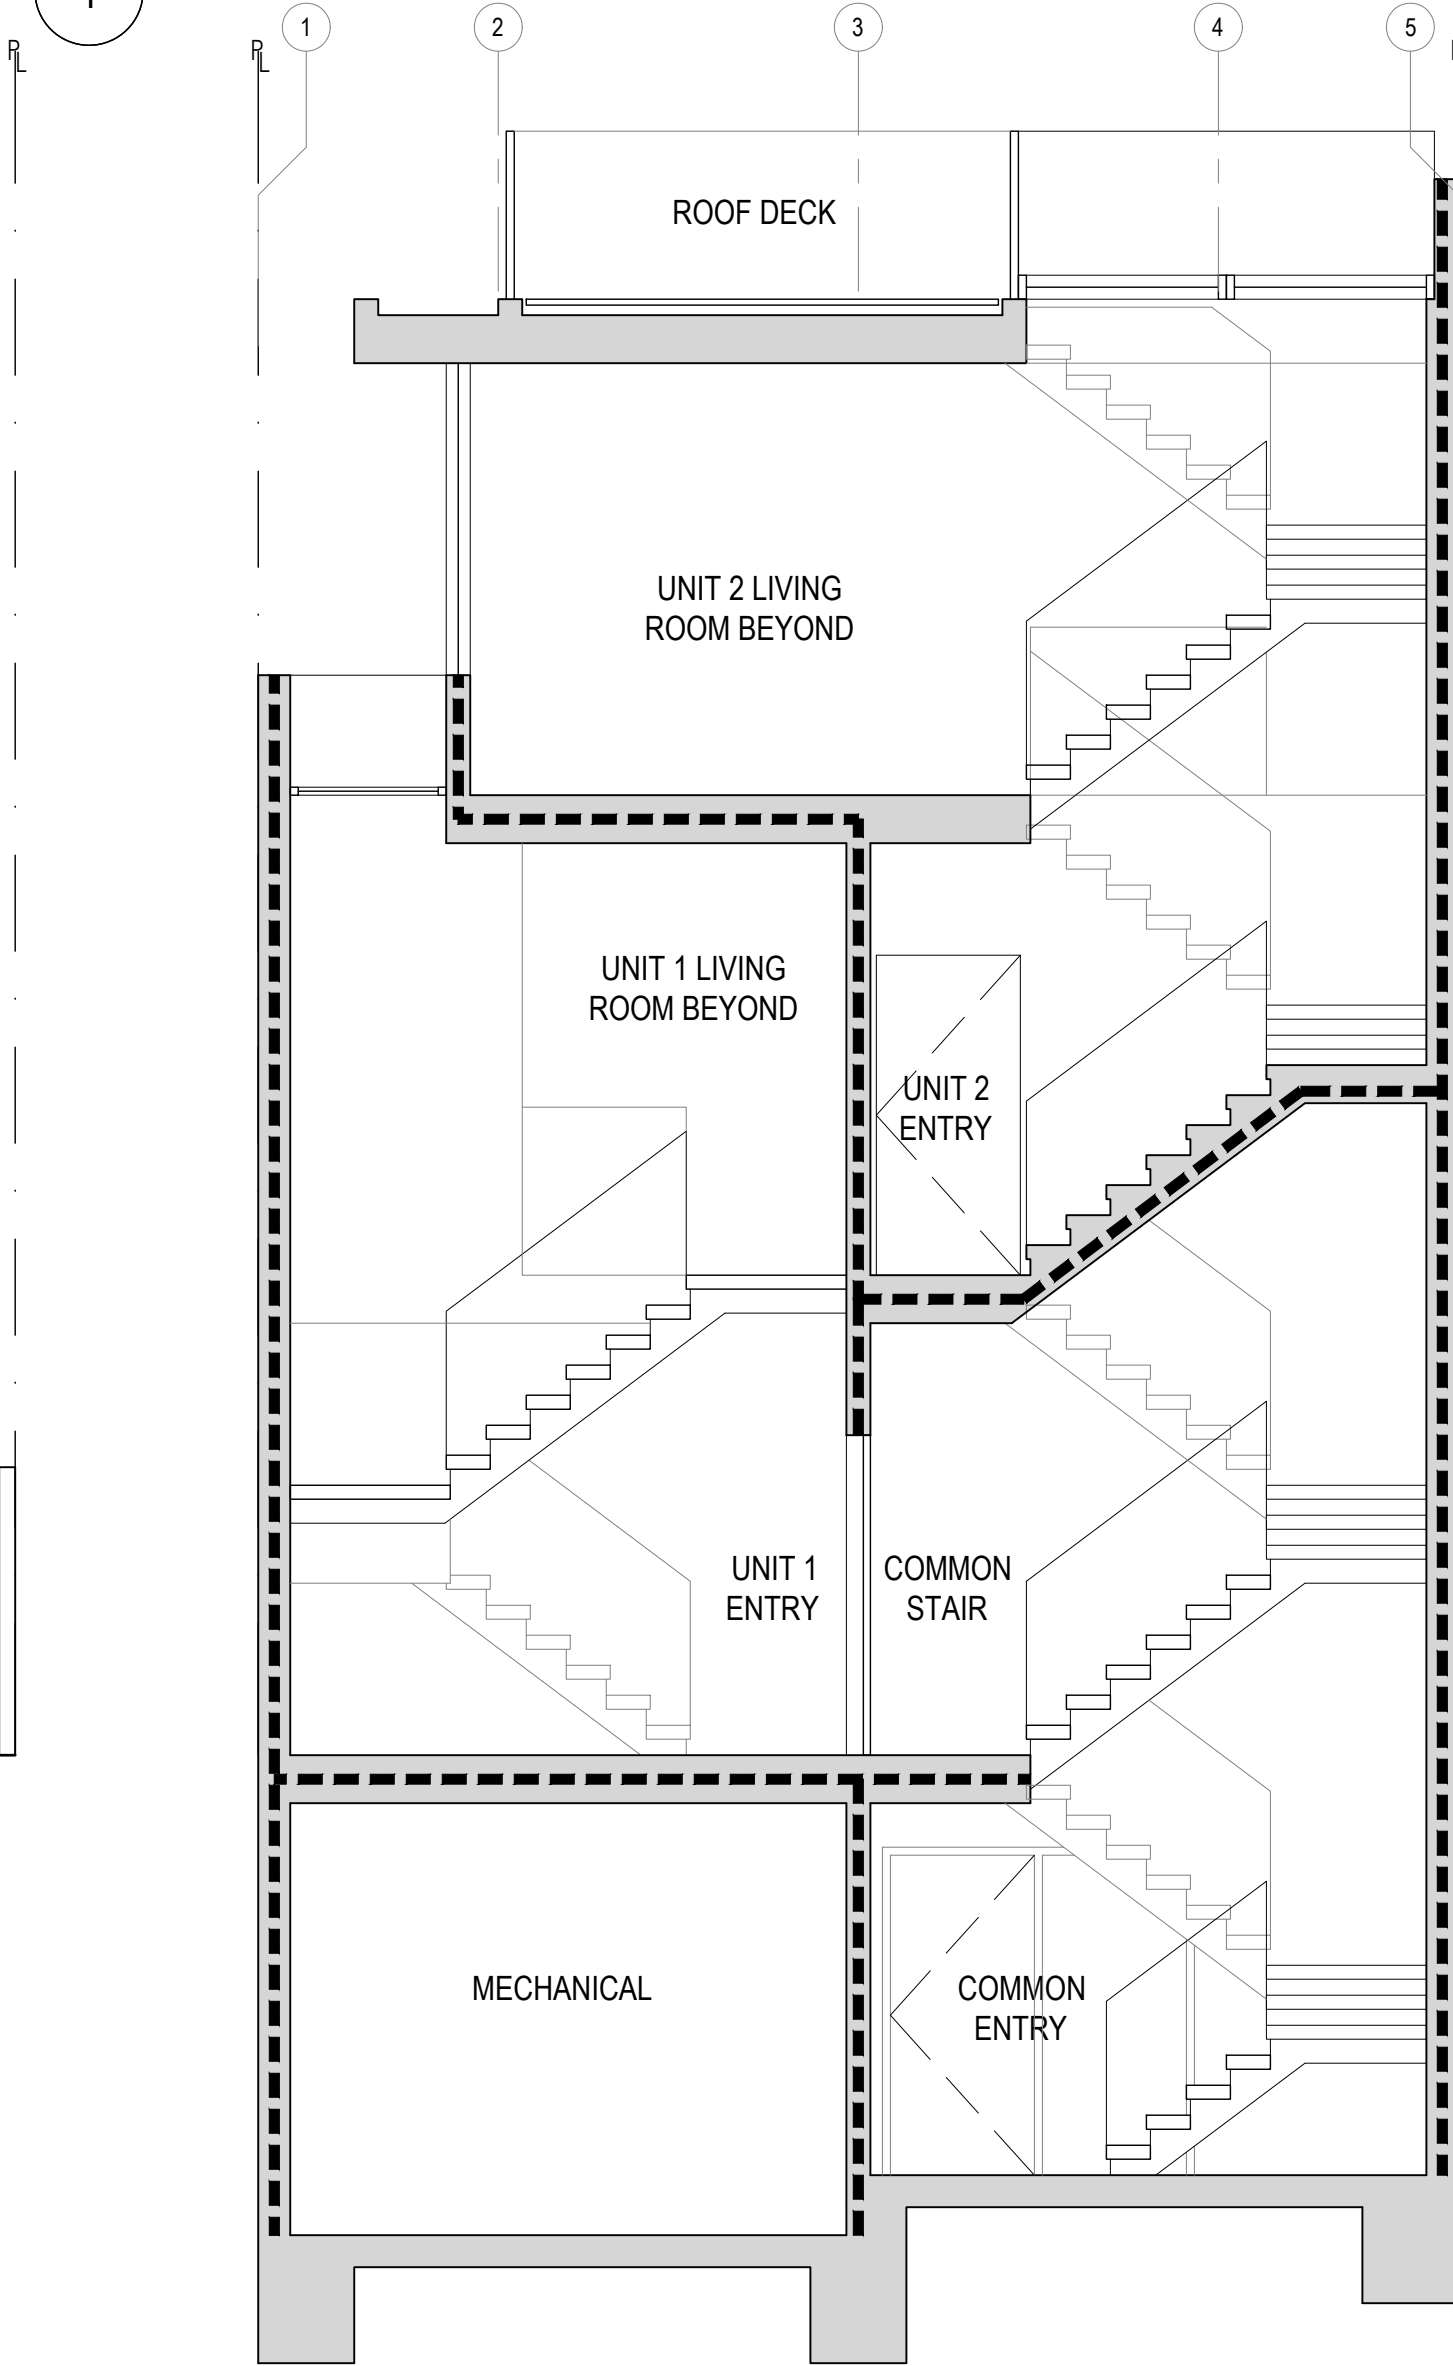 1 2 3 4 5
PL PL
ROOF DECK
UNIT 2 LIVING
ROOM BEYOND
UNIT 1 LIVING
ROOM BEYOND
UNIT 2
ENTRY
UNIT 1
ENTRY
COMMON
STAIR
MECHANICAL
COMMON
ENTRY